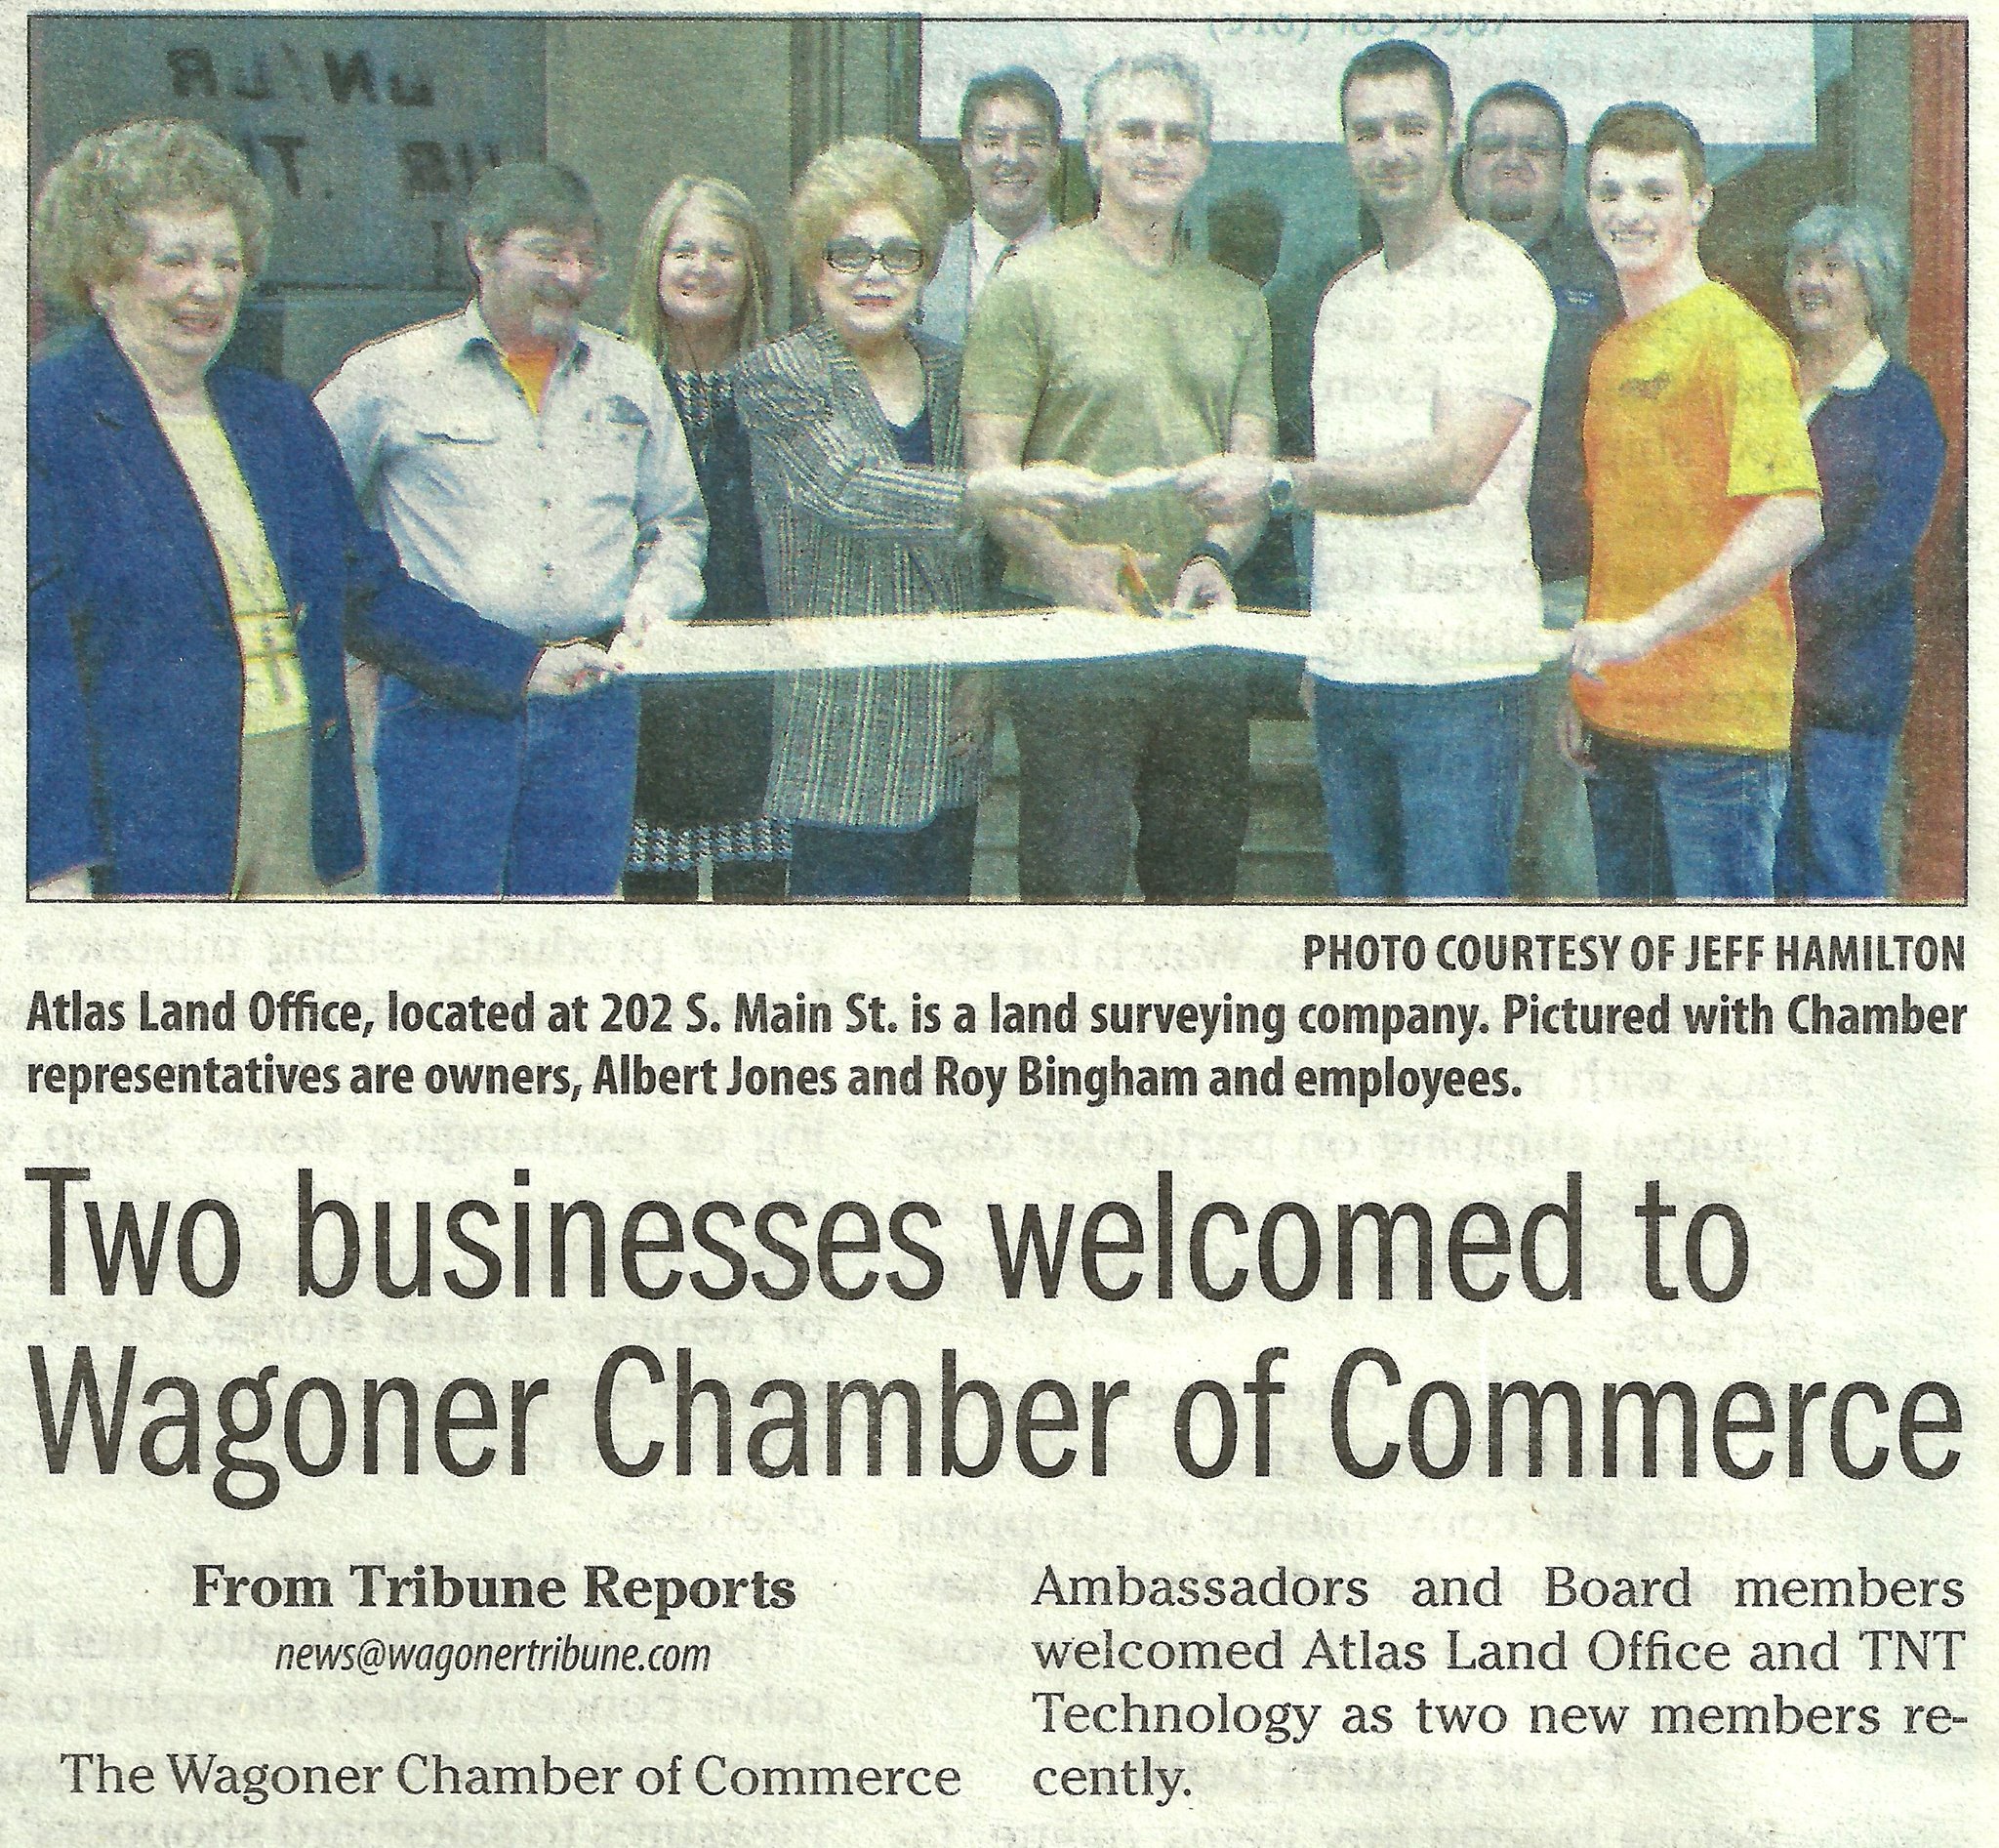 PHOTO COURTESY OF JEFF HAMILTON
Atlas Land Office, located at 202 S. Main St. is a land surveying company. Pictured with Chamber
representatives are owners, Albert Jones and Roy Bingham and employees.
Two businesses welcomed to
Wagoner Chamber of Commerce
From Tribune Reports
news@wagonertribune.com
The Wagoner Chamber of Commerce
Ambassadors and Board members
welcomed Atlas Land Office and TNT
Technology as two new members re-
cently.